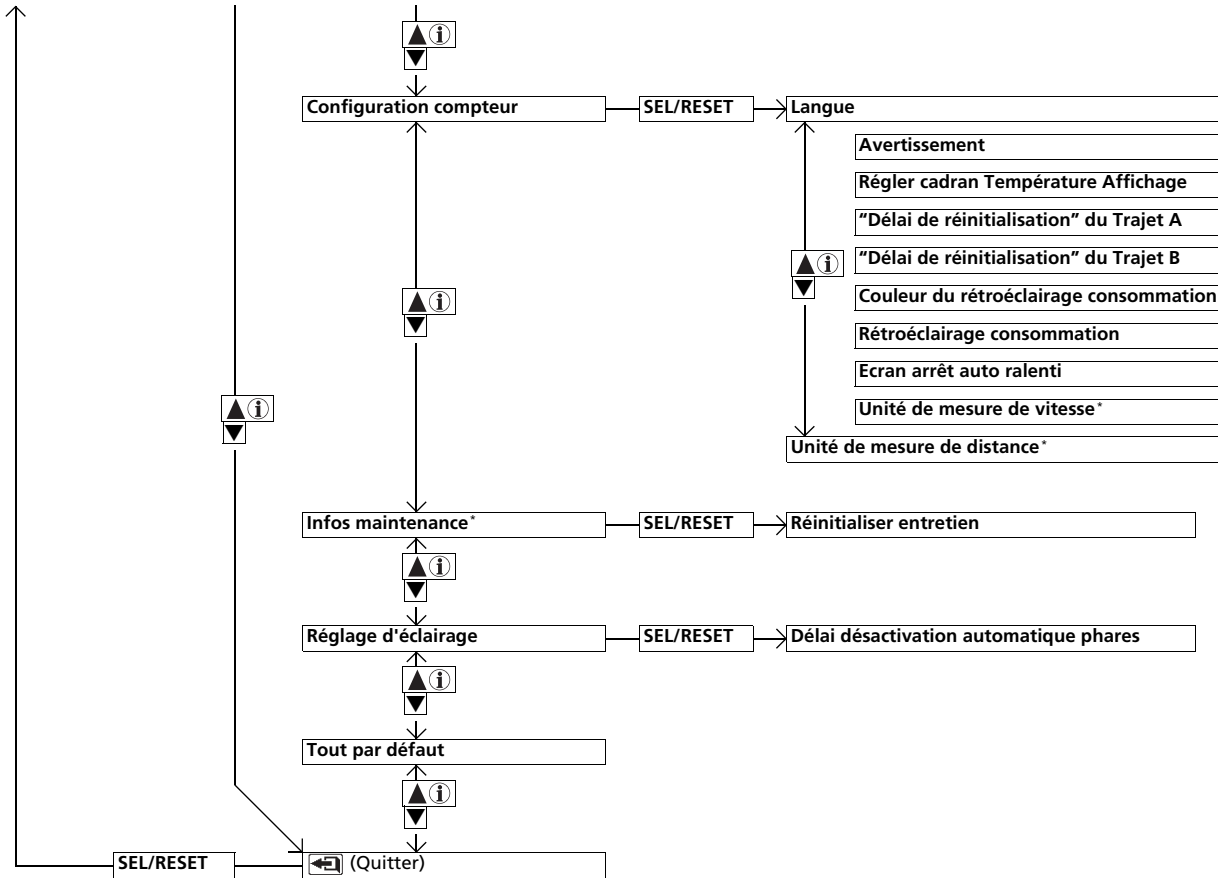 Configuration compteur
SEL/RESET
Langue
Avertissement
Régler cadran Température Affichage
“Délai de réinitialisation” du Trajet A
“Délai de réinitialisation” du Trajet B
Couleur du rétroéclairage consommation
Rétroéclairage consommation
Ecran arrêt auto ralenti
Unité de mesure de vitesse*
Unité de mesure de distance*
Infos maintenance*
SEL/RESET
Réinitialiser entretien
Réglage d'éclairage
SEL/RESET
Délai désactivation automatique phares
Tout par défaut
SEL/RESET
(Quitter)